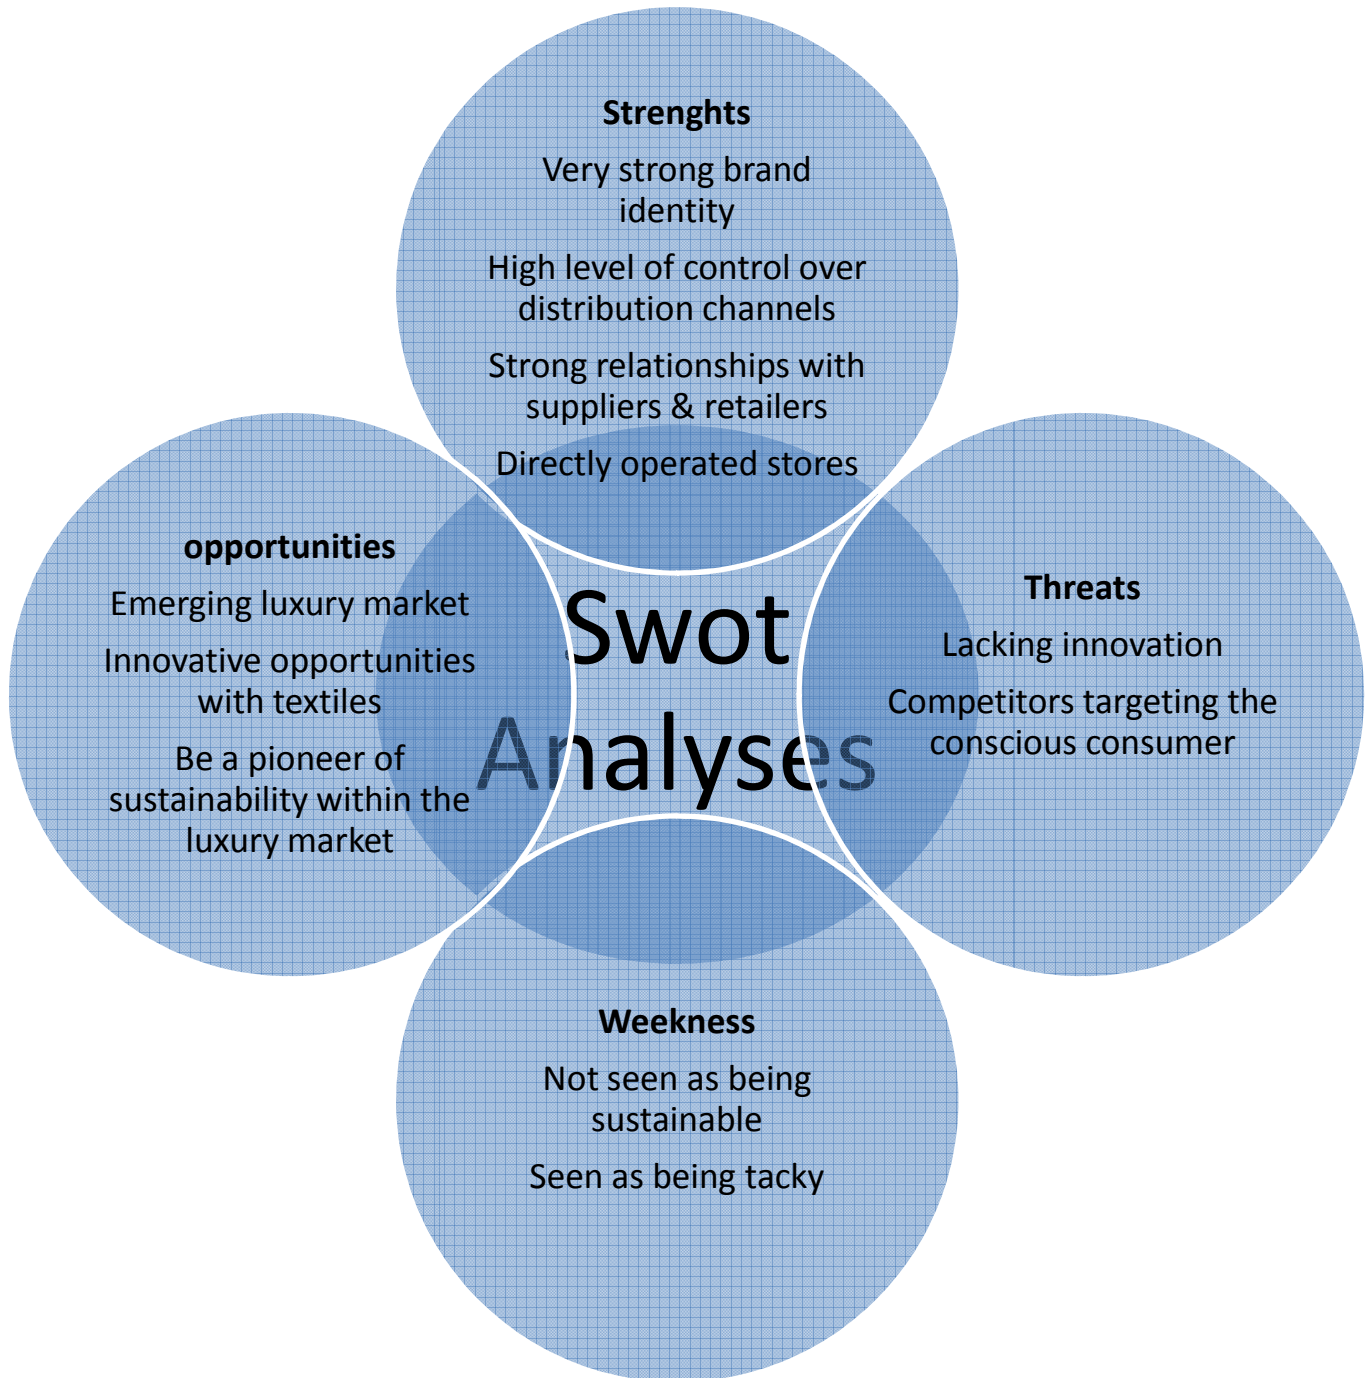 Strenghts
Very strong brand
identity
High level of control over
distribution channels
Strong relationships with
suppliers & retailers
Directly operated stores
opportunities
Emerging luxury market
Innovative opportunities
with textiles
Be a pioneer of
sustainability within the
luxury market
Swot
Analyses
Threats
Lacking innovation
Competitors targeting the
conscious consumer
Weekness
Not seen as being
sustainable
Seen as being tacky